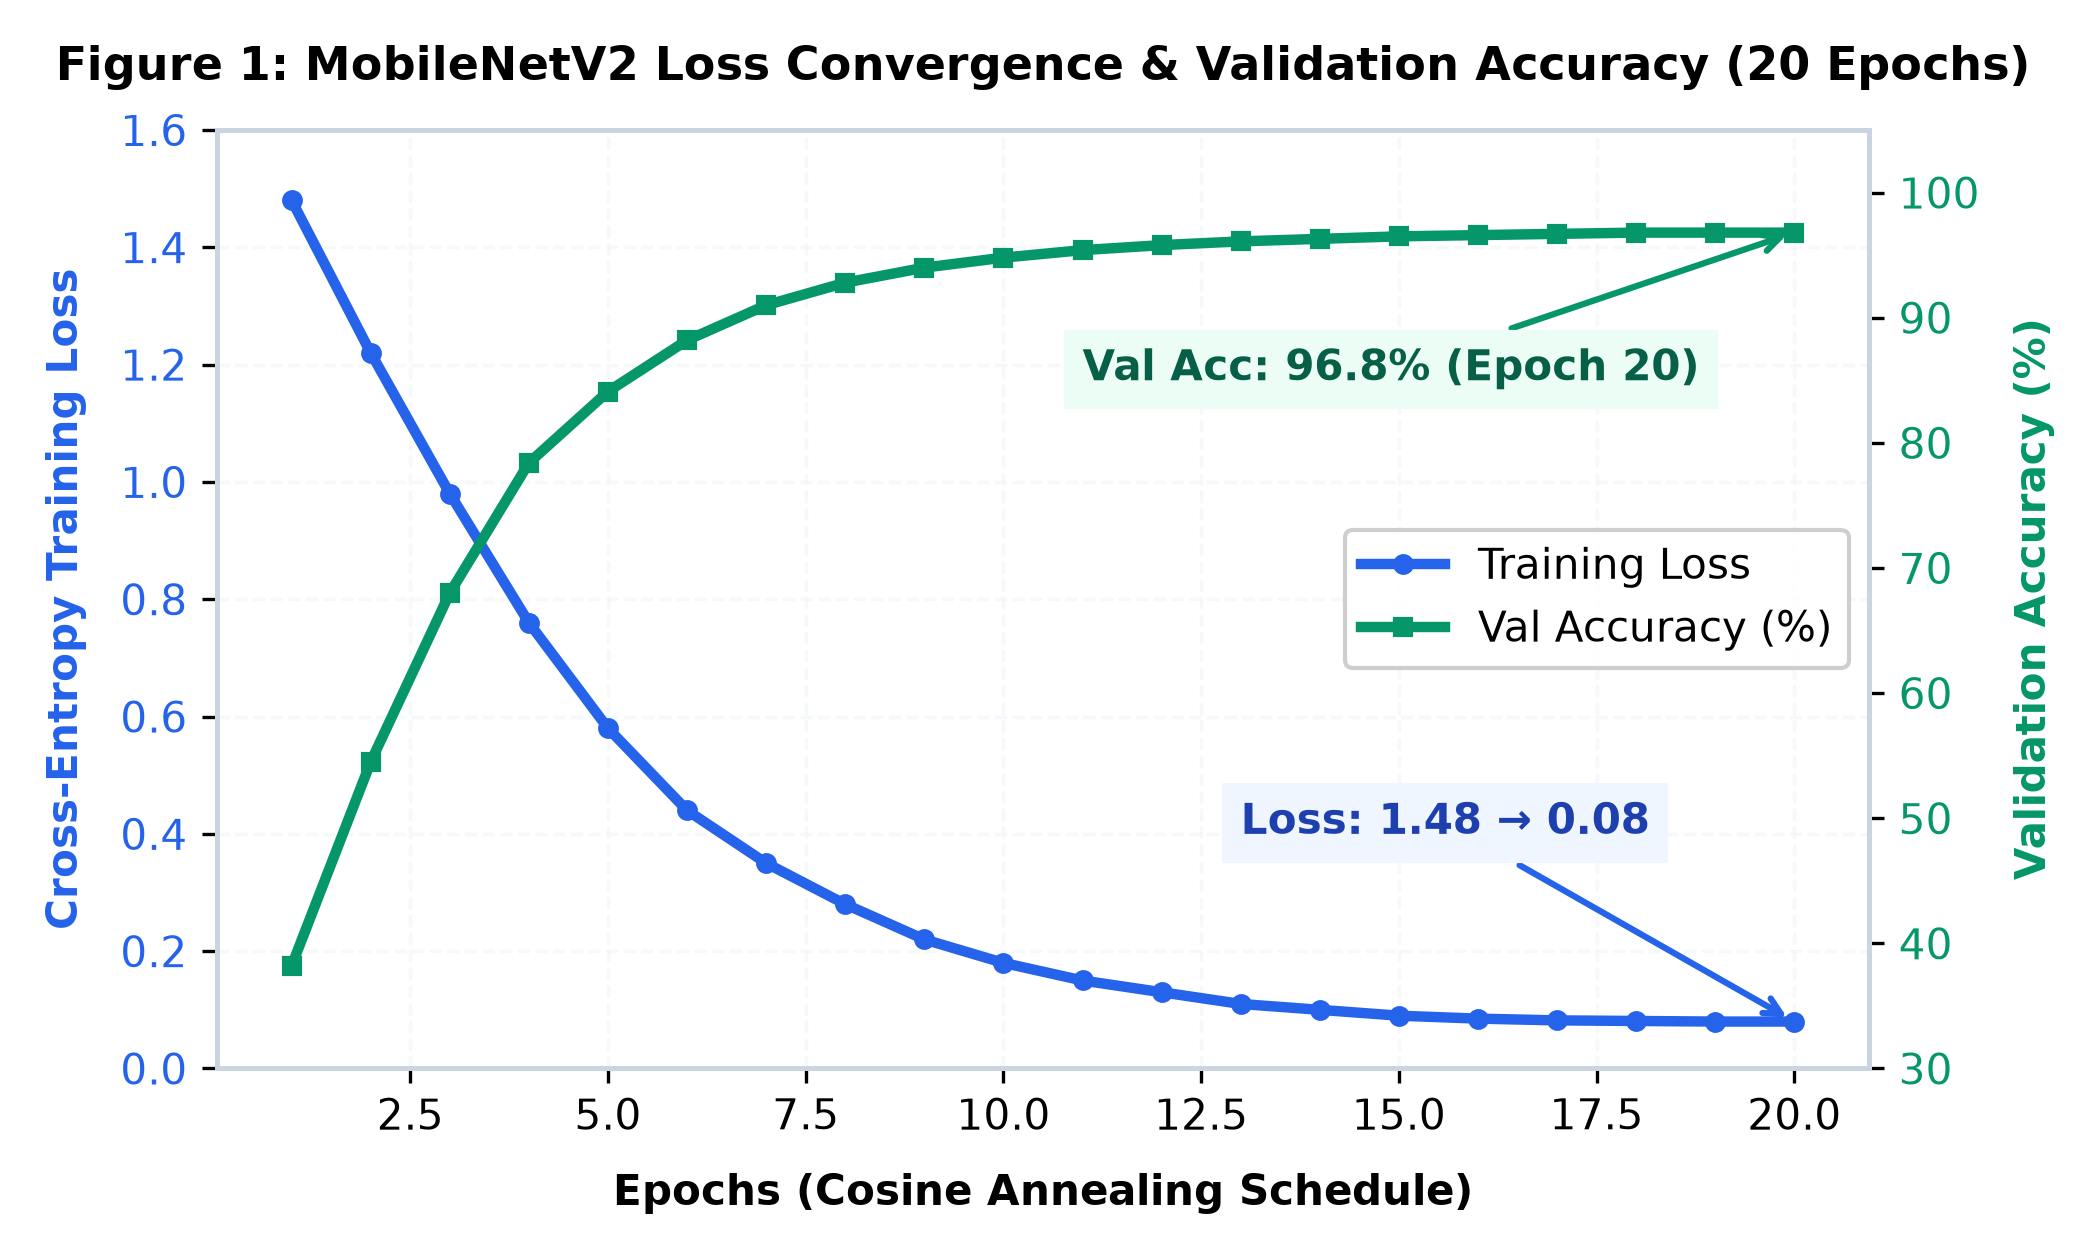 Figure 1: MobileNetV2 Loss Convergence & Validation Accuracy (20 Epochs)
Cross-Entropy Training Loss
1.6
1.4
1.2
1.0
0.8
0.6
0.4
0.2
0.0
Val Acc: 96.8% (Epoch 20)
Training Loss
Val Accuracy (%)
Loss: 1.48 → 0.08
100
90
80
70
60
50
40
30
Validation Accuracy (%)
2.5 5.0 7.5 10.0 12.5 15.0 17.5 20.0
Epochs (Cosine Annealing Schedule)